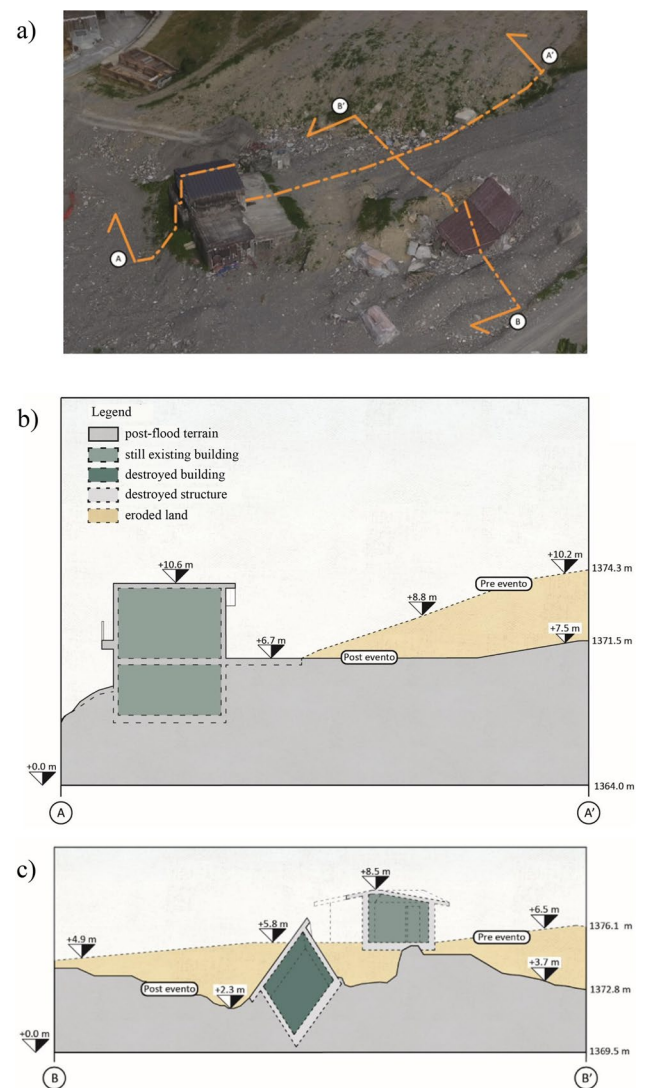 a)
A'
B'
A
B
b)
Legend
post-flood terrain
still existing building
destroyed building
destroyed structure
eroded land
+10.6 m
+10.2 m
1374.3 m
Pre evento
+8.8 m
+7.5 m
+6.7 m
1371.5 m
Post evento
+0.0 m
1364.0 m
A
A'
c)
+8.5 m
+6.5 m
1376.1 m
+5.8 m
Pre evento
+4.9 m
+3.7 m
Post evento
+2.3 m
1372.8 m
+0.0 m
1369.5 m
B
B'